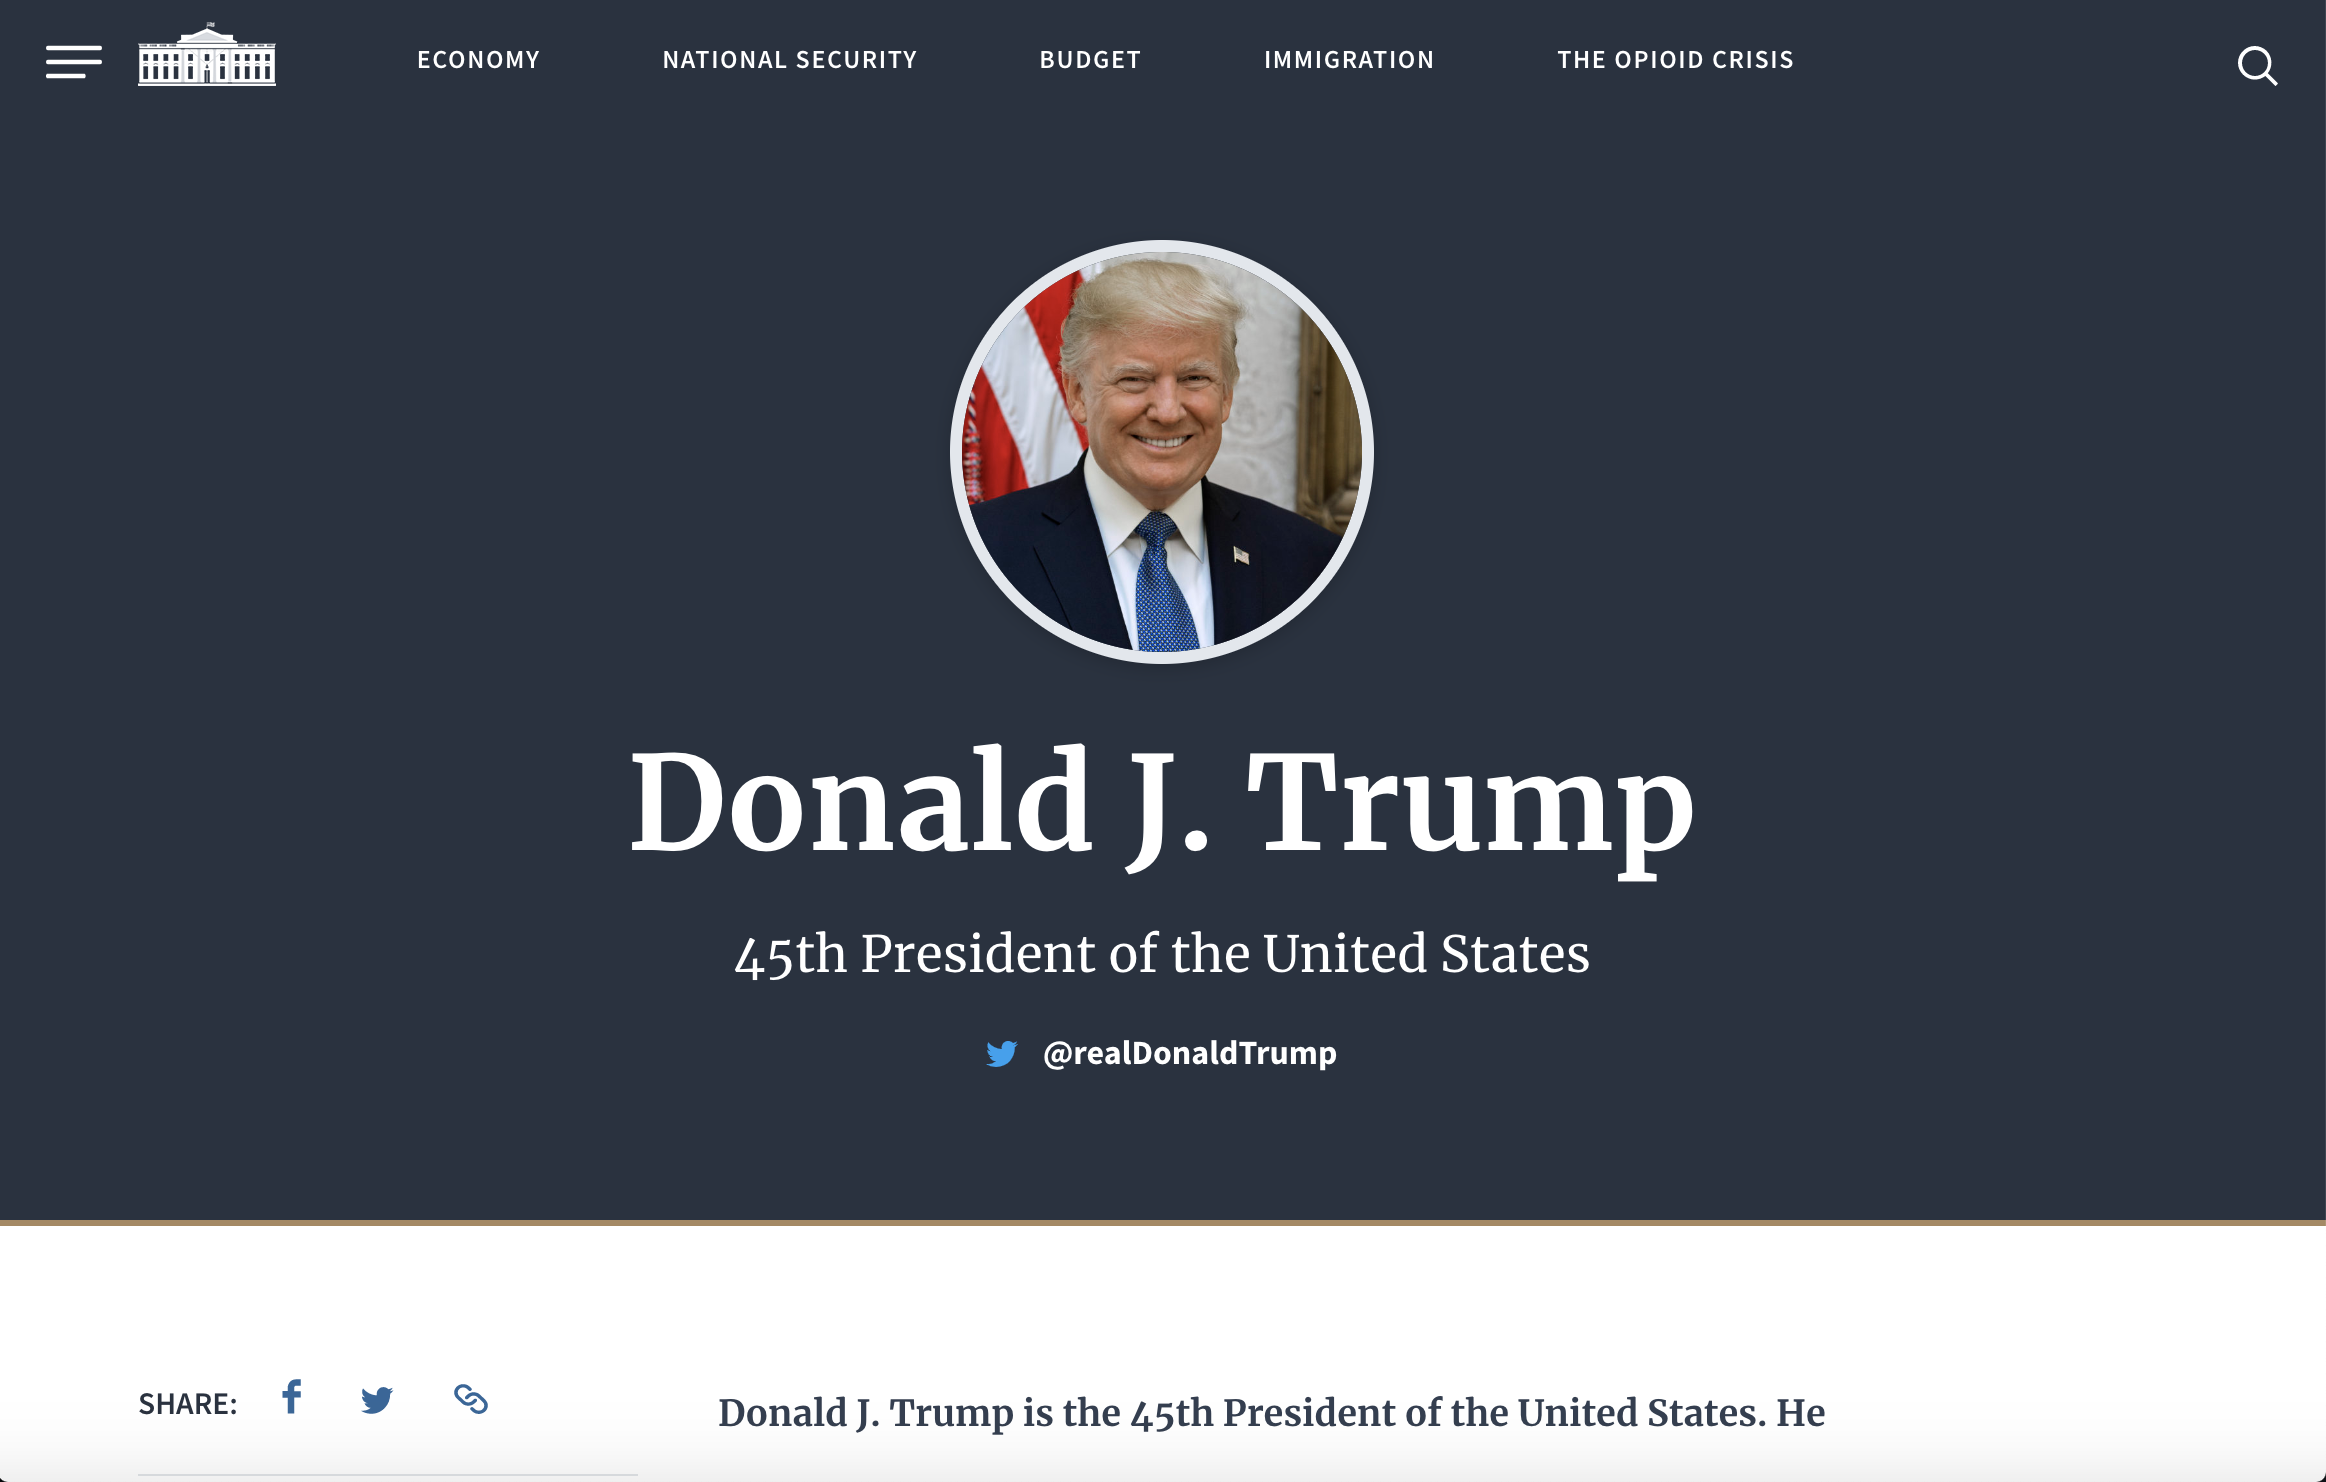 ECONOMY NATIONAL SECURITY BUDGET IMMIGRATION THE OPIOID CRISIS
Donald J. Trump
45th President of the United States
@realDonaldTrump
SHARE:
Donald J. Trump is the 45th President of the United States. He